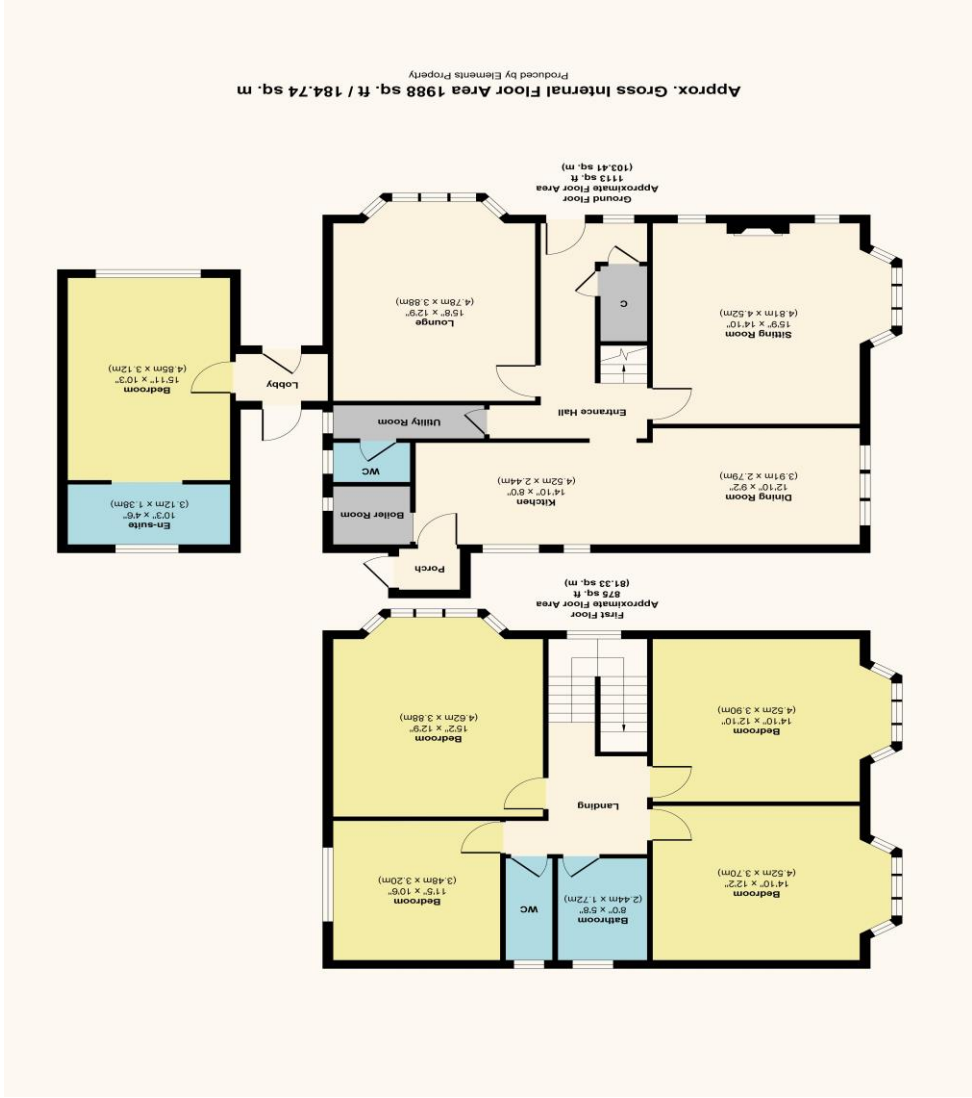 Bedroom
14'10" x 12'2"
(4.52m x 3.70m)
Bathroom
8'0" x 5'8"
(2.44m x 1.72m)
WC
Bedroom
11'5" x 10'6"
(3.48m x 3.20m)
Landing
Bedroom
14'10" x 12'10"
(4.52m x 3.90m)
Bedroom
15'2" x 12'9"
(4.62m x 3.88m)
First Floor
Approximate Floor Area
875 sq. ft
(81.33 sq. m)
Porch
Dining Room
12'10" x 9'2"
(3.91m x 2.79m)
Kitchen
14'10" x 8'0"
(4.52m x 2.44m)
Boiler Room
WC
En-suite
10'3" x 4'6"
(3.12m x 1.38m)
Entrance Hall
Utility Room
Lobby
Bedroom
15'11" x 10'3"
(4.85m x 3.12m)
Sitting Room
15'9" x 14'10"
(4.81m x 4.52m)
C
Lounge
15'8" x 12'9"
(4.78m x 3.88m)
Ground Floor
Approximate Floor Area
1113 sq. ft
(103.41 sq. m)
Approx. Gross Internal Floor Area 1988 sq. ft / 184.74 sq. m
Produced by Elements Property